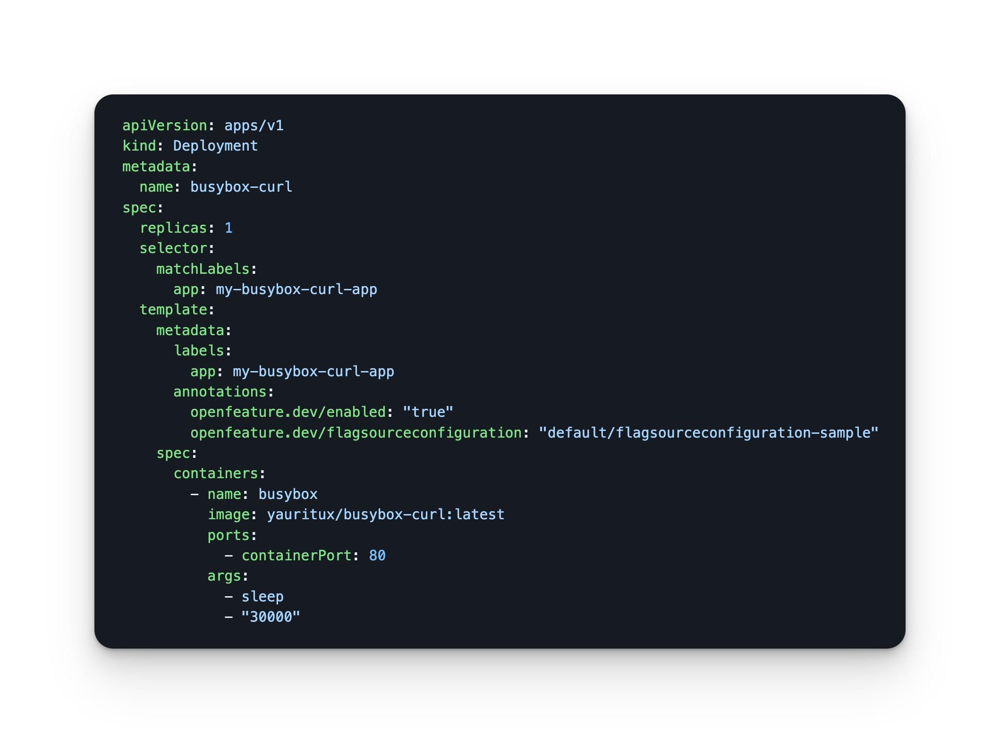 apiVersion: apps/v1
kind: Deployment
metadata:
  name: busybox-curl
spec:
  replicas: 1
  selector:
    matchLabels:
      app: my-busybox-curl-app
  template:
    metadata:
      labels:
        app: my-busybox-curl-app
      annotations:
        openfeature.dev/enabled: "true"
        openfeature.dev/flagsourceconfiguration: "default/flagsourceconfiguration-sample"
    spec:
      containers:
        - name: busybox
          image: yauritux/busybox-curl:latest
          ports:
            - containerPort: 80
          args:
            - sleep
            - "30000"